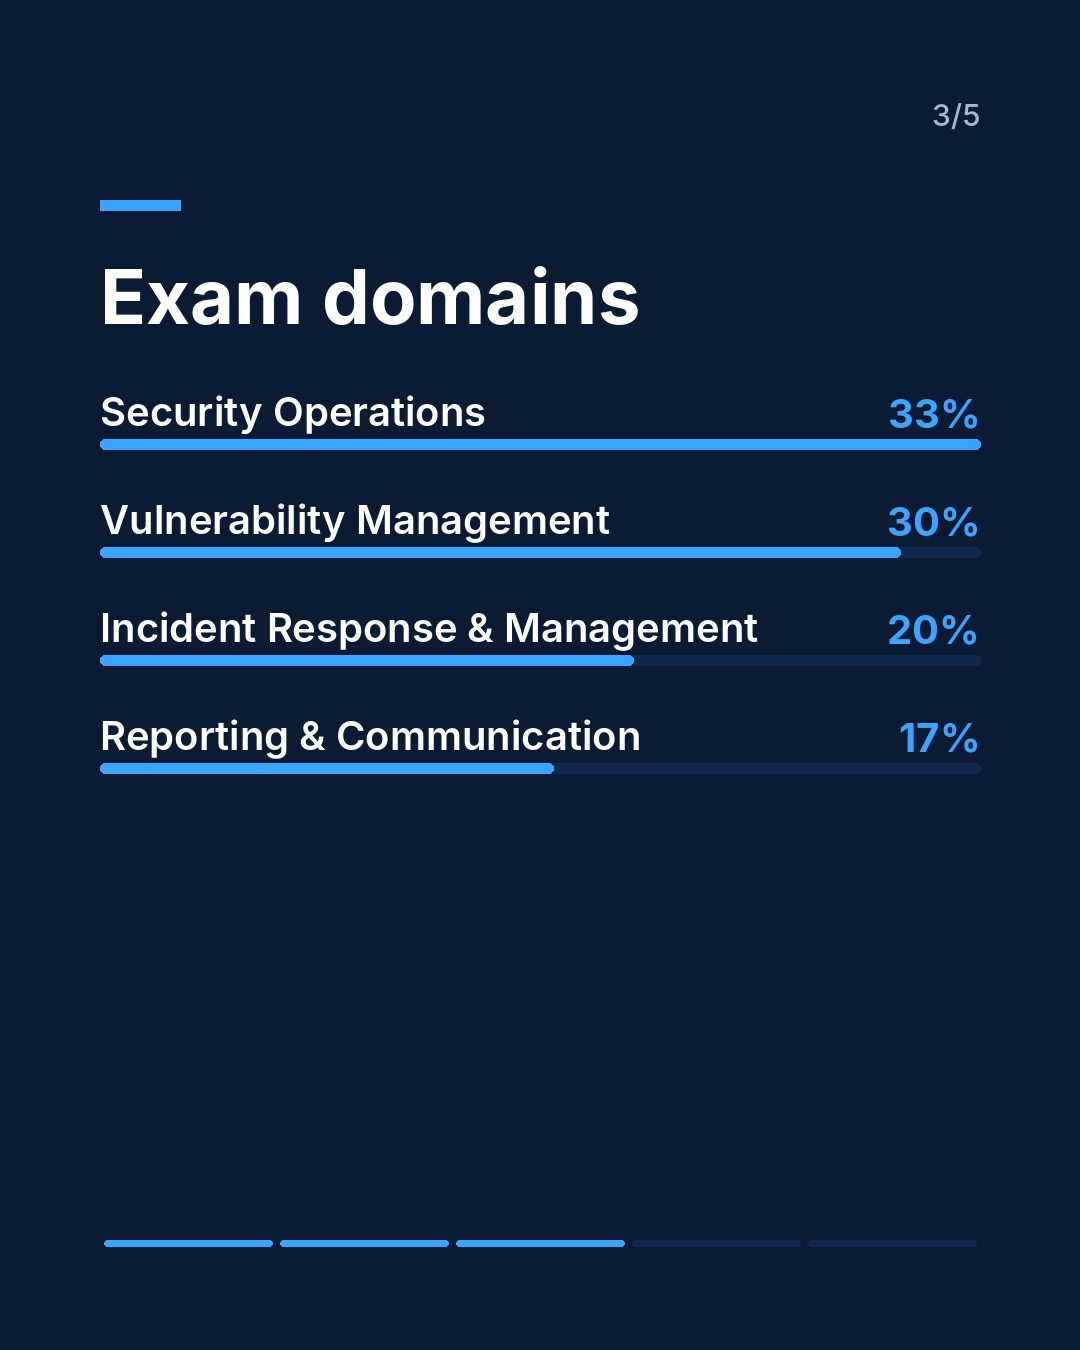 3/5
Exam domains
Security Operations 33%
Vulnerability Management 30%
Incident Response & Management 20%
Reporting & Communication 17%